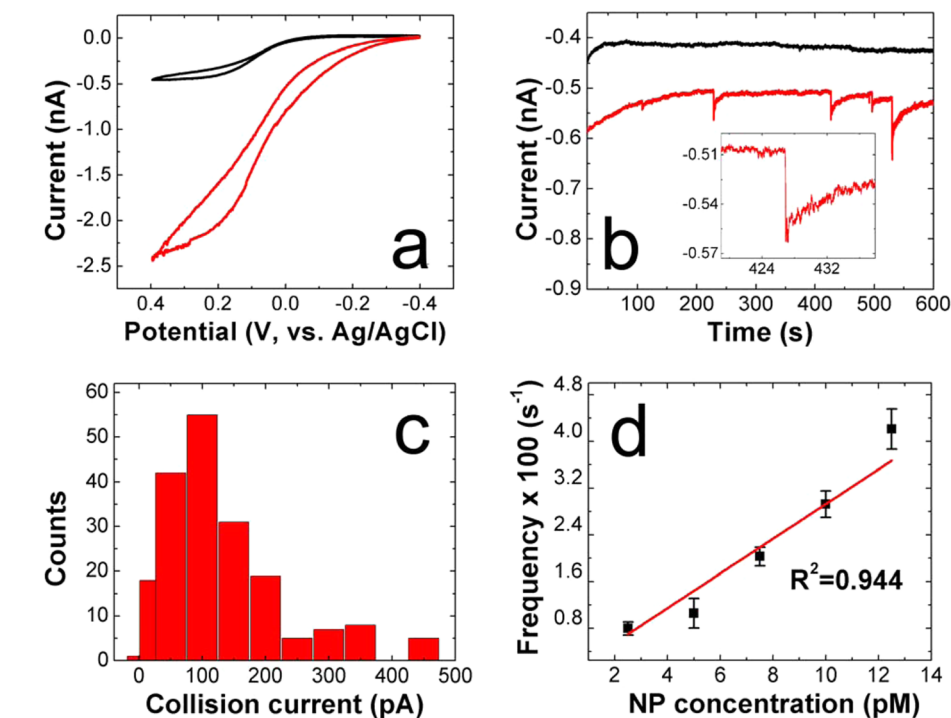 0.0
-0.5
-1.0
-1.5
-2.0
-2.5
Current (nA)
a
0.4 0.2 0.0 -0.2 -0.4
Potential (V, vs. Ag/AgCl)
-0.4
-0.5
-0.6
-0.7
-0.8
-0.9
Current (nA)
b
-0.51
-0.54
-0.57
424 432
100 200 300 400 500 600
Time (s)
60
50
40
30
20
10
0
Counts
c
0 100 200 300 400 500
Collision current (pA)
4.8
4.0
3.2
2.4
1.6
0.8
Frequency x 100 (s⁻¹)
d
R²=0.944
2 4 6 8 10 12 14
NP concentration (pM)